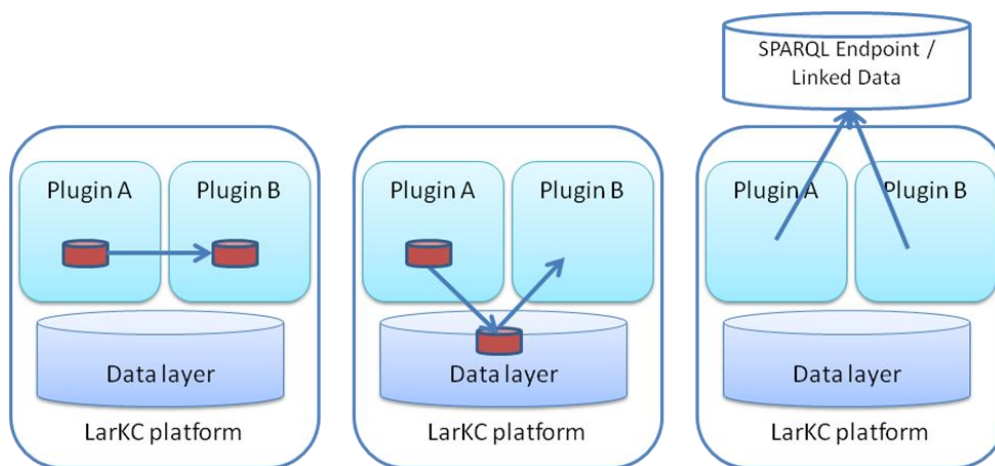 SPARQL Endpoint /
Linked Data
Plugin A
Plugin B
Data layer
LarKC platform
Plugin A
Plugin B
Data layer
LarKC platform
Plugin A
Plugin B
Data layer
LarKC platform